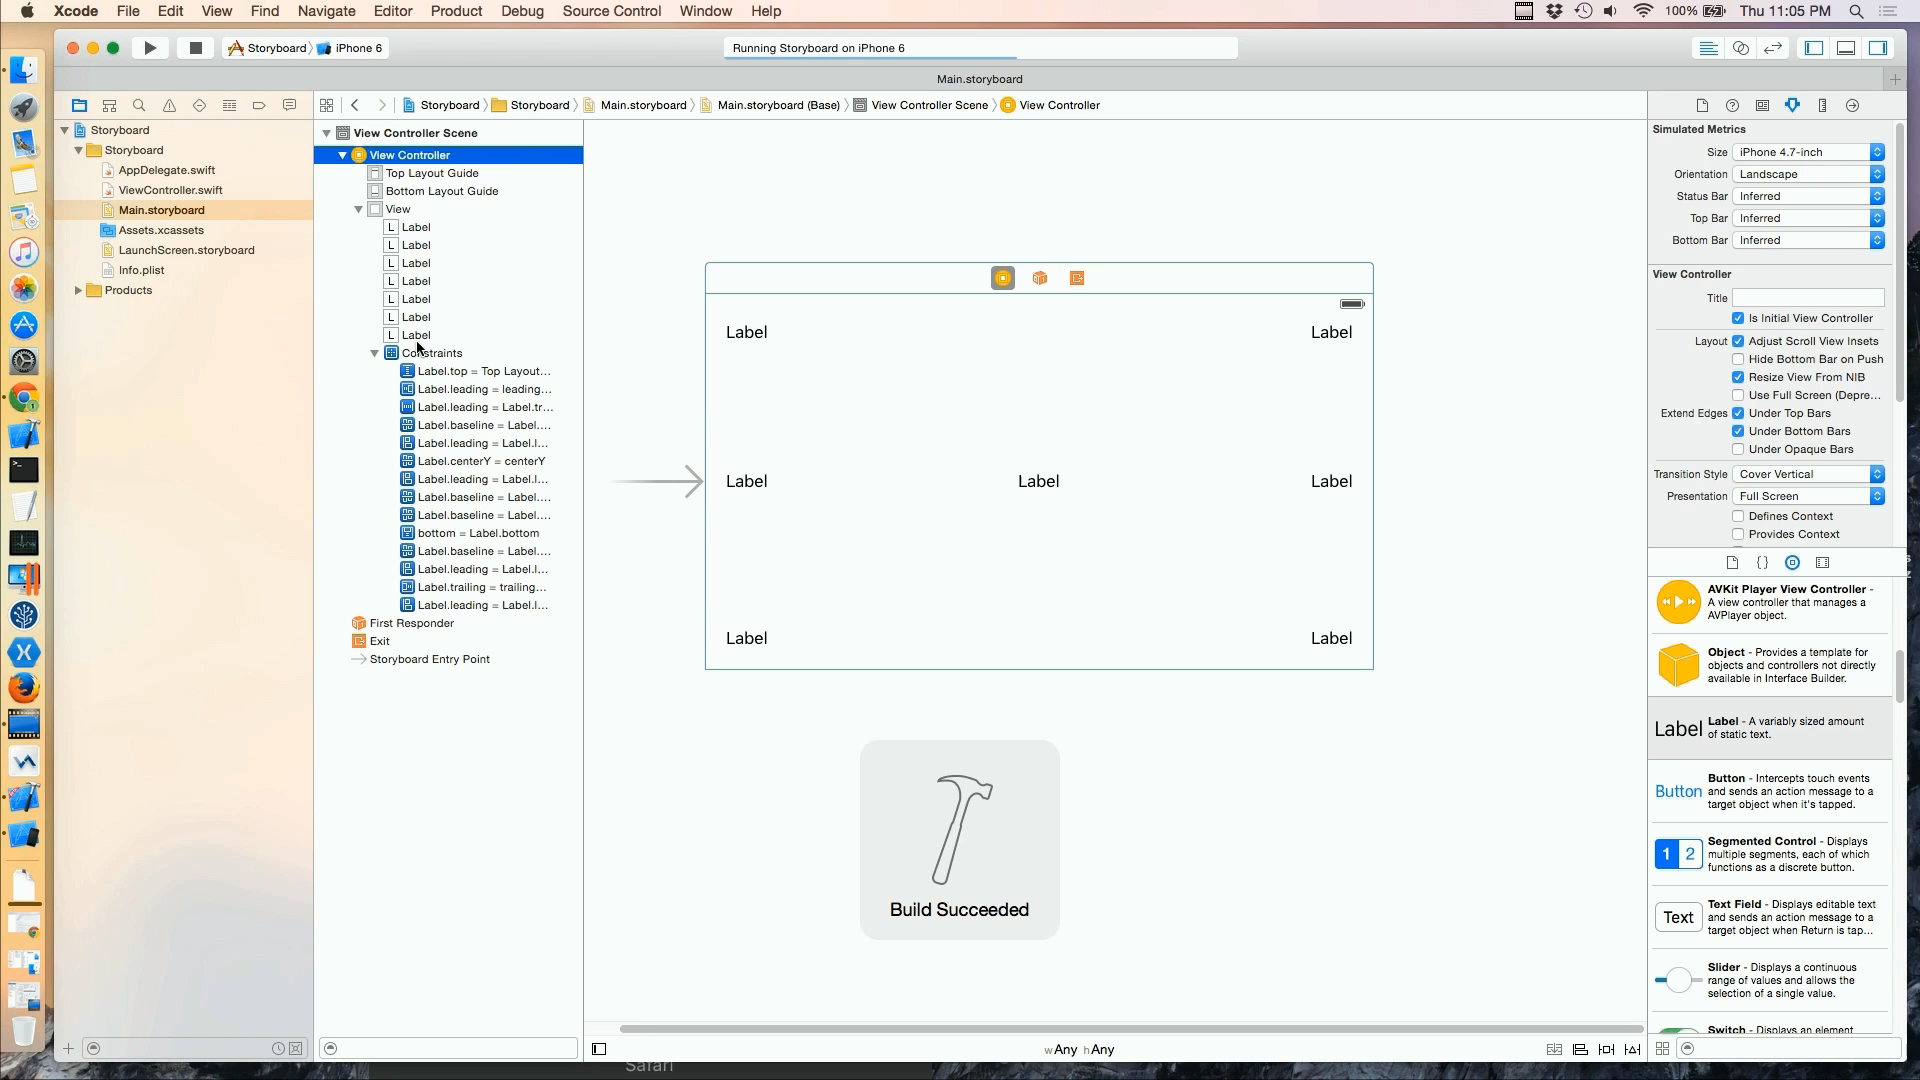 Xcode File Edit View Find Navigate Editor Product Debug Source Control Window Help 100% Thu 11:05 PM
Storyboard iPhone 6 Running Storyboard on iPhone 6
Main.storyboard
Storyboard Storyboard Main.storyboard Main.storyboard (Base) View Controller Scene View Controller
Storyboard
Storyboard
AppDelegate.swift
ViewController.swift
Main.storyboard
Assets.xcassets
LaunchScreen.storyboard
Info.plist
Products
View Controller Scene
View Controller
Top Layout Guide
Bottom Layout Guide
View
L Label
L Label
L Label
L Label
L Label
L Label
L Label
Constraints
Label.top = Top Layout...
Label.leading = leading...
Label.leading = Label.tr...
Label.baseline = Label....
Label.leading = Label.l...
Label.centerY = centerY
Label.leading = Label.l...
Label.baseline = Label....
Label.baseline = Label....
bottom = Label.bottom
Label.baseline = Label....
Label.leading = Label.l...
Label.trailing = trailing...
Label.leading = Label.l...
First Responder
Exit
Storyboard Entry Point
Label Label
Label Label Label
Label Label
Build Succeeded
wAny hAny
Simulated Metrics
Size iPhone 4.7-inch
Orientation Landscape
Status Bar Inferred
Top Bar Inferred
Bottom Bar Inferred
View Controller
Title
Is Initial View Controller
Layout Adjust Scroll View Insets
Hide Bottom Bar on Push
Resize View From NIB
Use Full Screen (Depre...
Extend Edges Under Top Bars
Under Bottom Bars
Under Opaque Bars
Transition Style Cover Vertical
Presentation Full Screen
Defines Context
Provides Context
AVKit Player View Controller -
A view controller that manages a
AVPlayer object.
Object - Provides a template for
objects and controllers not directly
available in Interface Builder.
Label Label - A variably sized amount
of static text.
Button Button - Intercepts touch events
and sends an action message to a
target object when it's tapped.
1 2 Segmented Control - Displays
multiple segments, each of which
functions as a discrete button.
Text Text Field - Displays editable text
and sends an action message to a
target object when Return is tap...
Slider - Displays a continuous
range of values and allows the
selection of a single value.
Switch - Displays an element
Safari